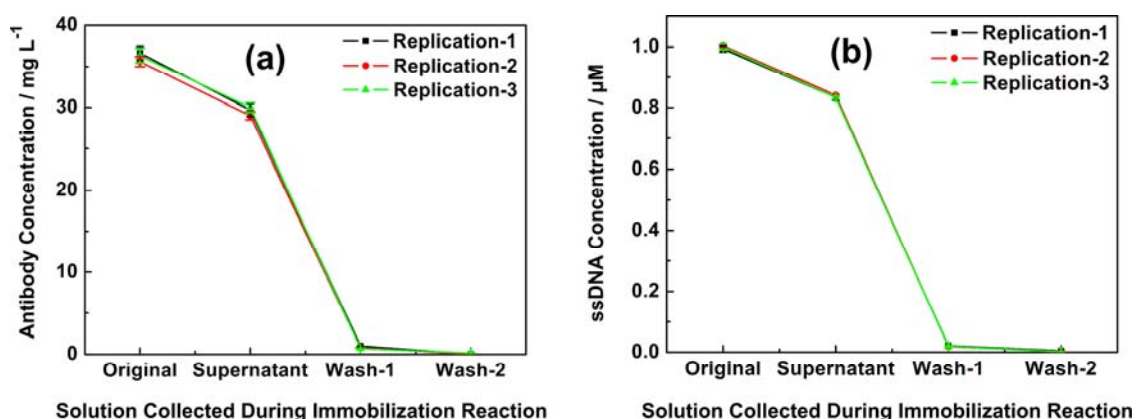 40
30
20
10
0
Antibody Concentration / mg L-1
(a)
Replication-1
Replication-2
Replication-3
Original Supernatant Wash-1 Wash-2
Solution Collected During Immobilization Reaction
1.0
0.8
0.6
0.4
0.2
0.0
ssDNA Concentration / µM
(b)
Replication-1
Replication-2
Replication-3
Original Supernatant Wash-1 Wash-2
Solution Collected During Immobilization Reaction